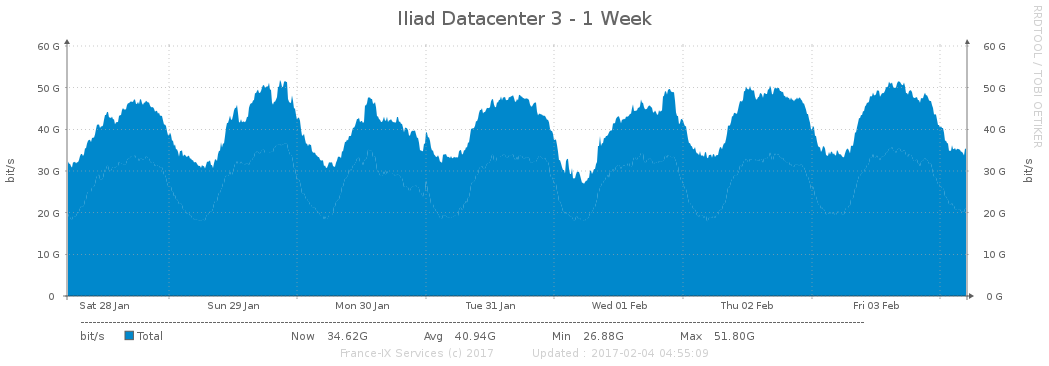 Iliad Datacenter 3 - 1 Week
RRDTOOL / TOBI OETIKER
60 G 60 G
50 G 50 G
40 G 40 G
30 G 30 G
20 G 20 G
10 G 10 G
0 0 G
bit/s bit/s
Sat 28 Jan Sun 29 Jan Mon 30 Jan Tue 31 Jan Wed 01 Feb Thu 02 Feb Fri 03 Feb
bit/s Total Now 34.62G Avg 40.94G Min 26.88G Max 51.80G
France-IX Services (c) 2017 Updated : 2017-02-04 04:55:09